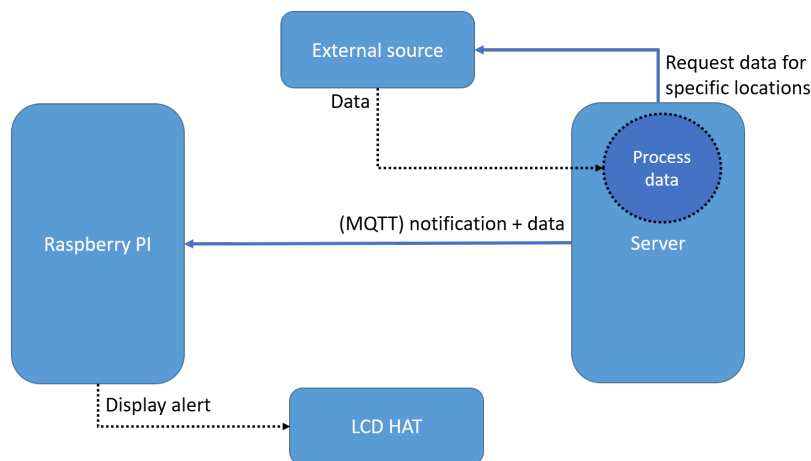 External source
Request data for
specific locations
Data
Process
data
(MQTT) notification + data
Raspberry PI
Server
Display alert
LCD HAT